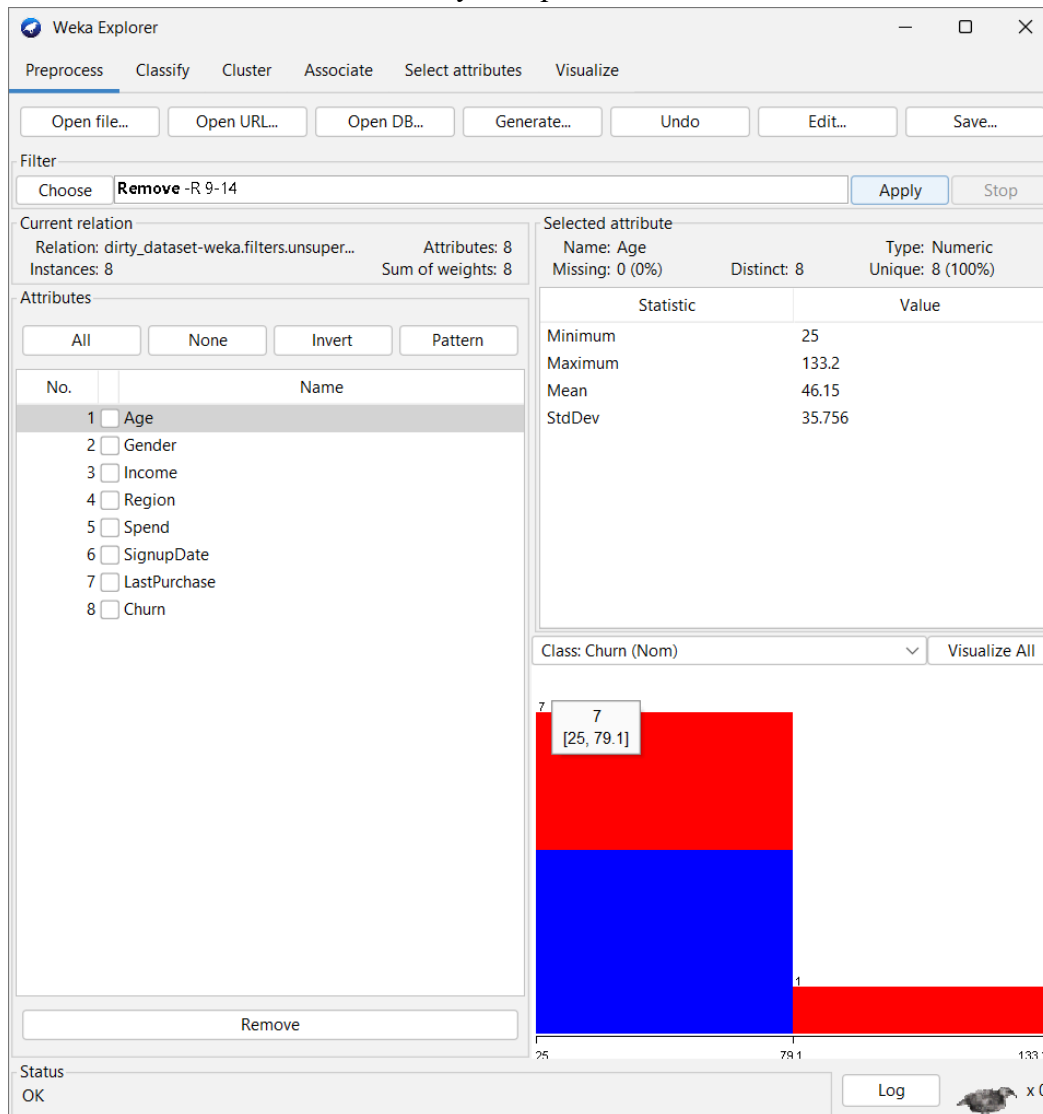 Weka Explorer
Preprocess Classify Cluster Associate Select attributes Visualize
Open file... Open URL... Open DB... Generate... Undo Edit... Save...
Filter
Choose Remove -R 9-14 Apply Stop
Current relation
Relation: dirty_dataset-weka.filters.unsuper... Attributes: 8
Instances: 8 Sum of weights: 8
Selected attribute
Name: Age Type: Numeric
Missing: 0 (0%) Distinct: 8 Unique: 8 (100%)
Attributes
All None Invert Pattern
No. Name
1 Age
2 Gender
3 Income
4 Region
5 Spend
6 SignupDate
7 LastPurchase
8 Churn
Remove
Statistic Value
Minimum 25
Maximum 133.2
Mean 46.15
StdDev 35.756
Class: Churn (Nom) Visualize All
7
7
[25, 79.1]
1
25 79.1
Status
OK
Log x 0